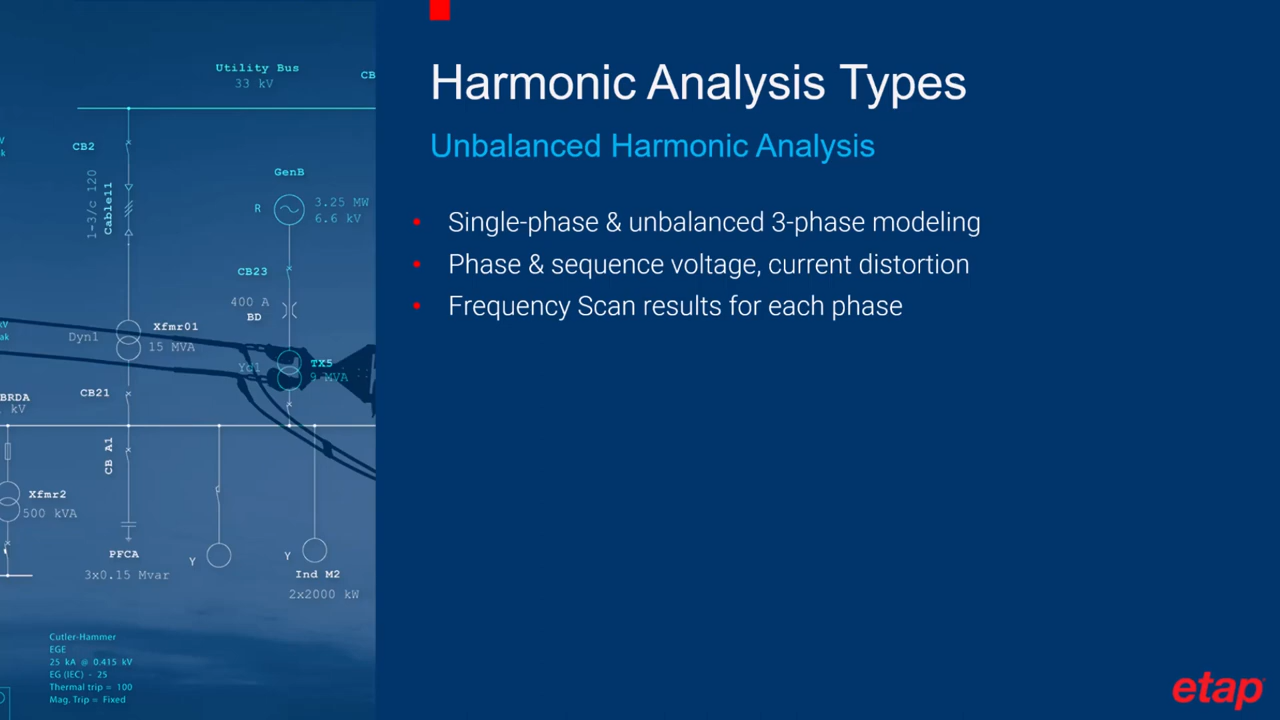 Harmonic Analysis Types
Unbalanced Harmonic Analysis
• Single-phase & unbalanced 3-phase modeling
• Phase & sequence voltage, current distortion
• Frequency Scan results for each phase
Utility Bus
33 kV
CB
CB2
1-3/c 120
Cable11
GenB
R
3.25 MW
6.6 kV
CB23
400 A
BD
Xfmr01
Dyn1
15 MVA
Yd1
TX5
9 MVA
CB21
BRDA
kV
CB A1
Xfmr2
500 kVA
PFCA
3x0.15 Mvar
Y
Y
Ind M2
2x2000 kW
Cutler-Hammer
EGE
25 kA @ 0.415 kV
EG (IEC) - 25
Thermal trip = 100
Mag. Trip = Fixed
etap